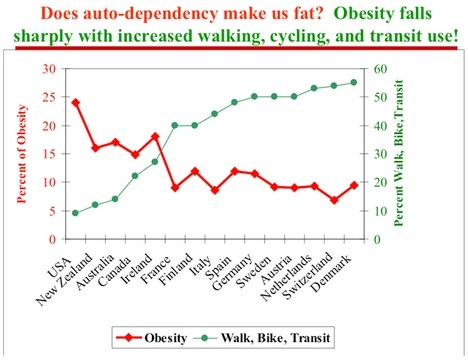 Does auto-dependency make us fat?  Obesity falls
sharply with increased walking, cycling, and transit use!
30
25
20
15
10
5
0
Percent of Obesity
60
50
40
30
20
10
0
Percent Walk, Bike,Transit
USA
New Zealand
Australia
Canada
Ireland
France
Finland
Italy
Spain
Germany
Sweden
Austria
Netherlands
Switzerland
Denmark
Obesity
Walk, Bike, Transit